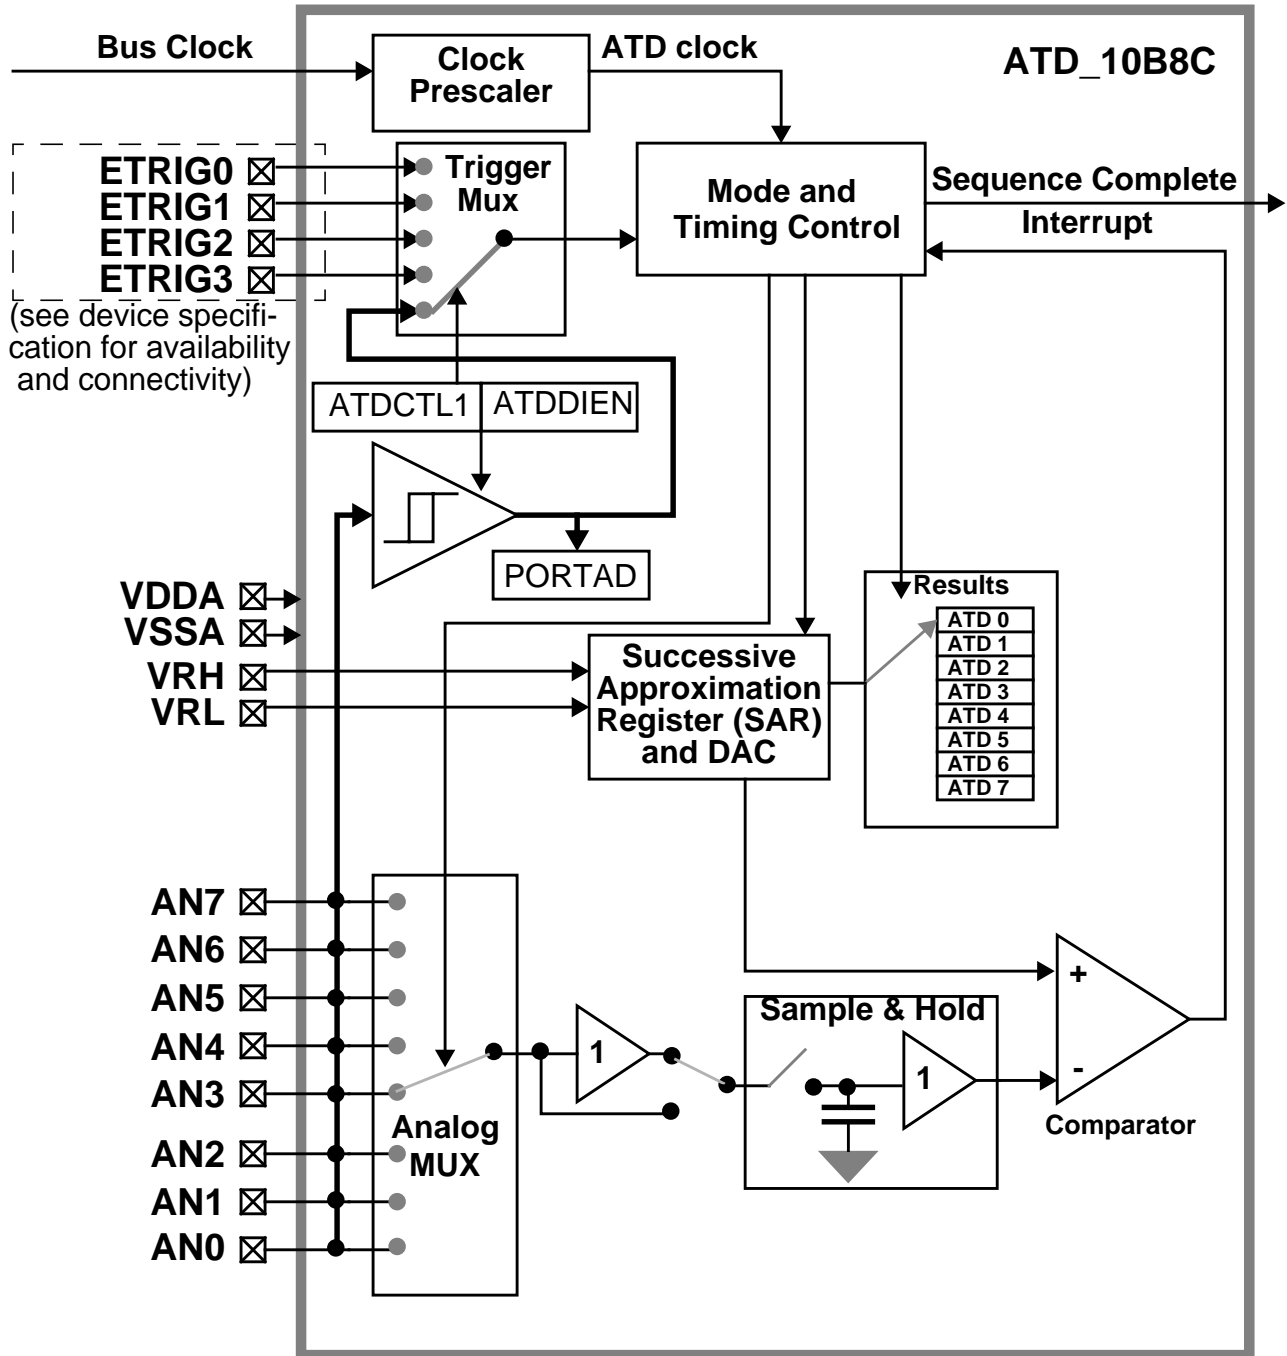 Bus Clock
Clock
Prescaler
ATD clock
ATD_10B8C
ETRIG0
ETRIG1
ETRIG2
ETRIG3
(see device specifi-
cation for availability
and connectivity)
Trigger
Mux
Mode and
Timing Control
Sequence Complete
Interrupt
ATDCTL1
ATDDIEN
PORTAD
VDDA
VSSA
VRH
VRL
Successive
Approximation
Register (SAR)
and DAC
Results
ATD 0
ATD 1
ATD 2
ATD 3
ATD 4
ATD 5
ATD 6
ATD 7
AN7
AN6
AN5
AN4
AN3
AN2
AN1
AN0
Analog
MUX
1
Sample & Hold
1
+
-
Comparator